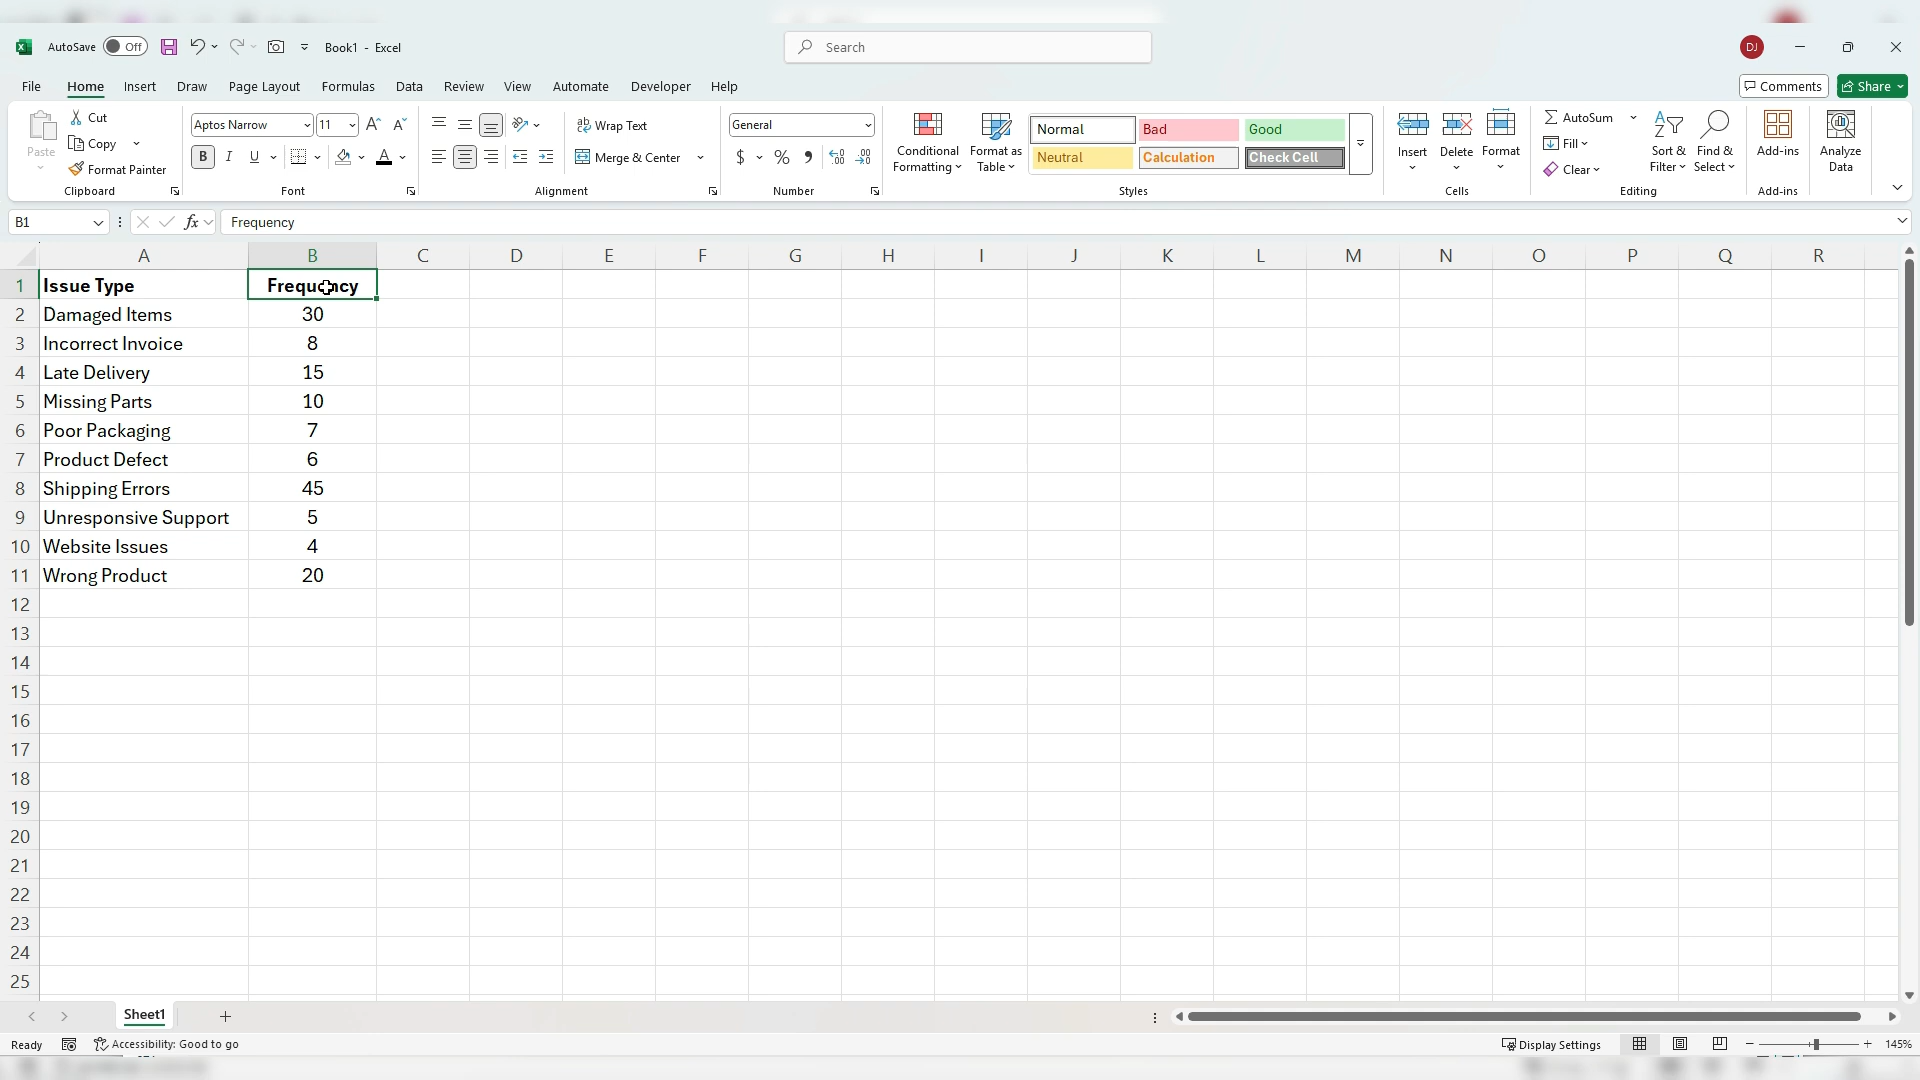 AutoSave Off Book1 - Excel Search DJ
File Home Insert Draw Page Layout Formulas Data Review View Automate Developer Help Comments Share
Paste
Cut
Copy
Format Painter
Clipboard
Aptos Narrow 11
B I U A
Font
Wrap Text
Merge & Center
Alignment
General
$ % ,
Number
Conditional
Formatting
Format as
Table
Normal Bad Good
Neutral Calculation Check Cell
Styles
Insert Delete Format
Cells
AutoSum
Fill
Clear
Sort &
Filter
Find &
Select
Editing
Add-ins
Add-ins
Analyze
Data
B1 fx Frequency
A B C D E F G H I J K L M N O P Q R
1 Issue Type Frequency
2 Damaged Items 30
3 Incorrect Invoice 8
4 Late Delivery 15
5 Missing Parts 10
6 Poor Packaging 7
7 Product Defect 6
8 Shipping Errors 45
9 Unresponsive Support 5
10 Website Issues 4
11 Wrong Product 20
12
13
14
15
16
17
18
19
20
21
22
23
24
25
Sheet1
Ready Accessibility: Good to go Display Settings 145%